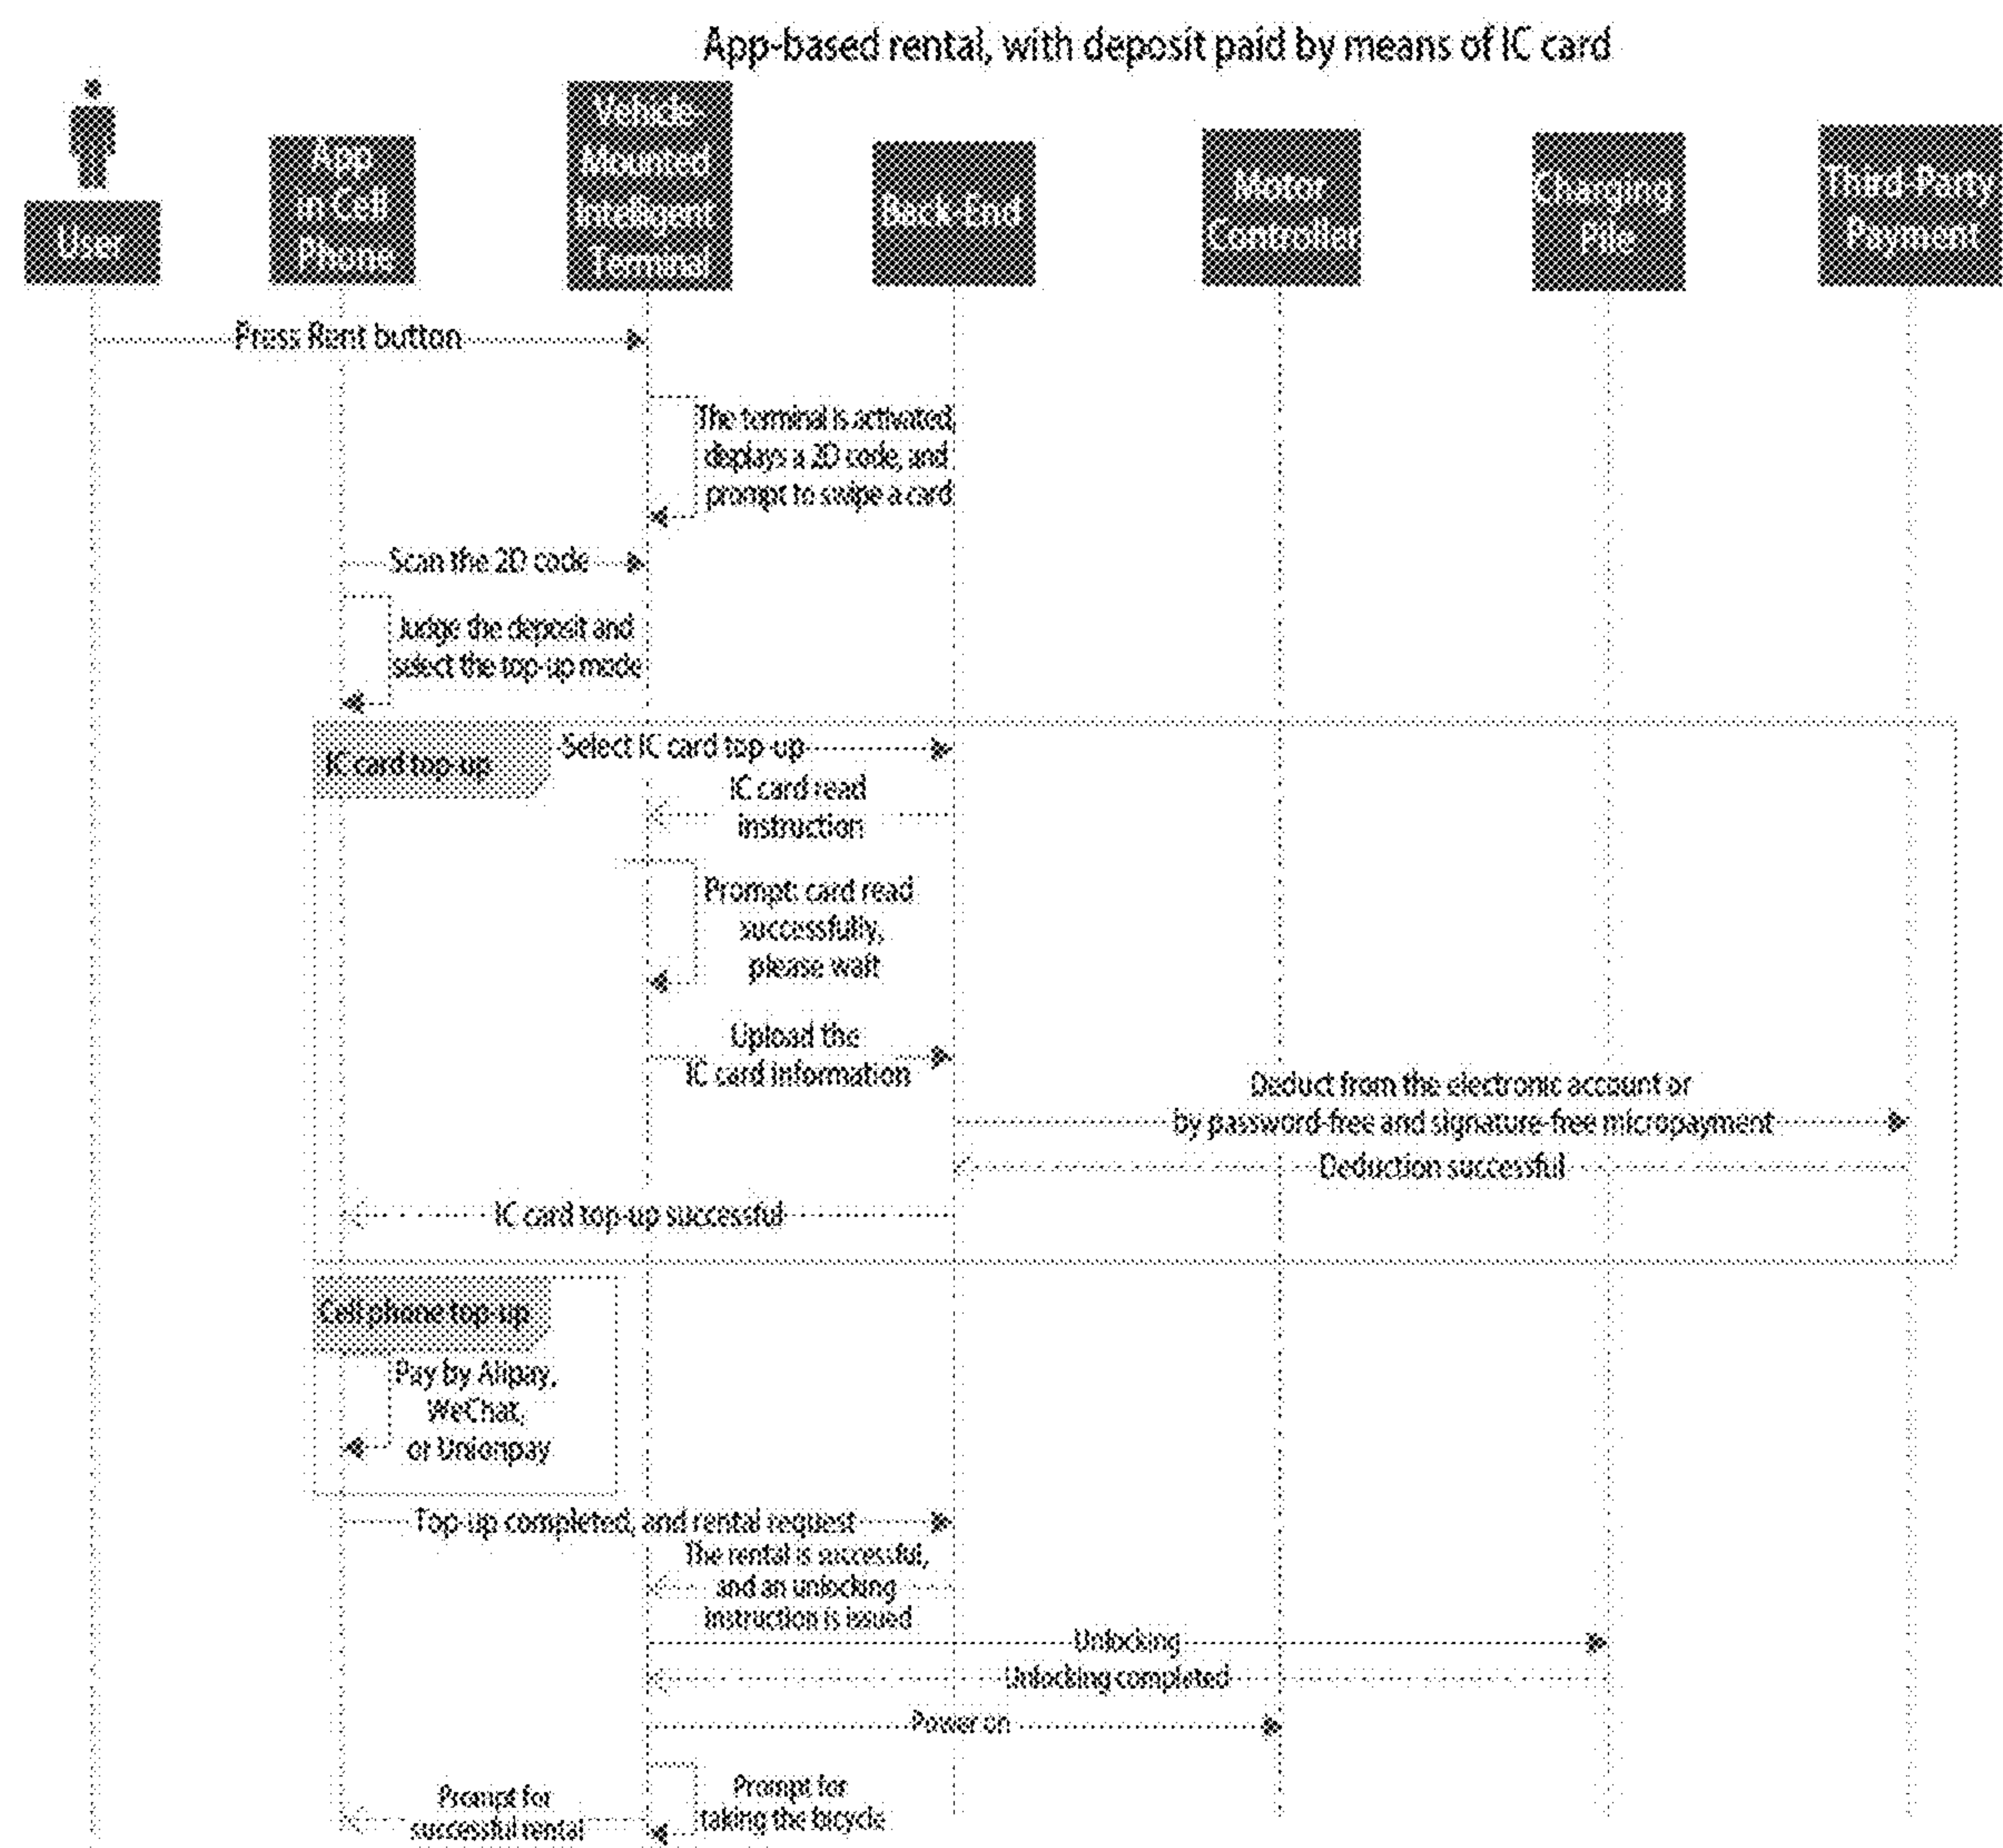 App-based rental, with deposit paid by means of IC card
User
App
in Cell
Phone
Vehicle
Mounted
Intelligent
Terminal
Back-End
Motor
Controller
Charging
Pile
Third-Party
Payment
Press Rent button
The terminal is activated,
displays a 2D code, and
prompt to swipe a card
Scan the 2D code
Judge the deposit and
select the top-up mode
IC card top-up
Select IC card top-up
IC card read
instruction
Prompt: card read
successfully,
please wait
Upload the
IC card information
Deduct from the electronic account or
by password-free and signature-free micropayment
Deduction successful
IC card top-up successful
Cell phone top-up
Pay by Alipay,
WeChat,
or Unionpay
Top-up completed, and rental request
The rental is successful,
and an unlocking
instruction is issued
Unlocking
Unlocking completed
Power on
Prompt for
taking the bicycle
Prompt for
successful rental